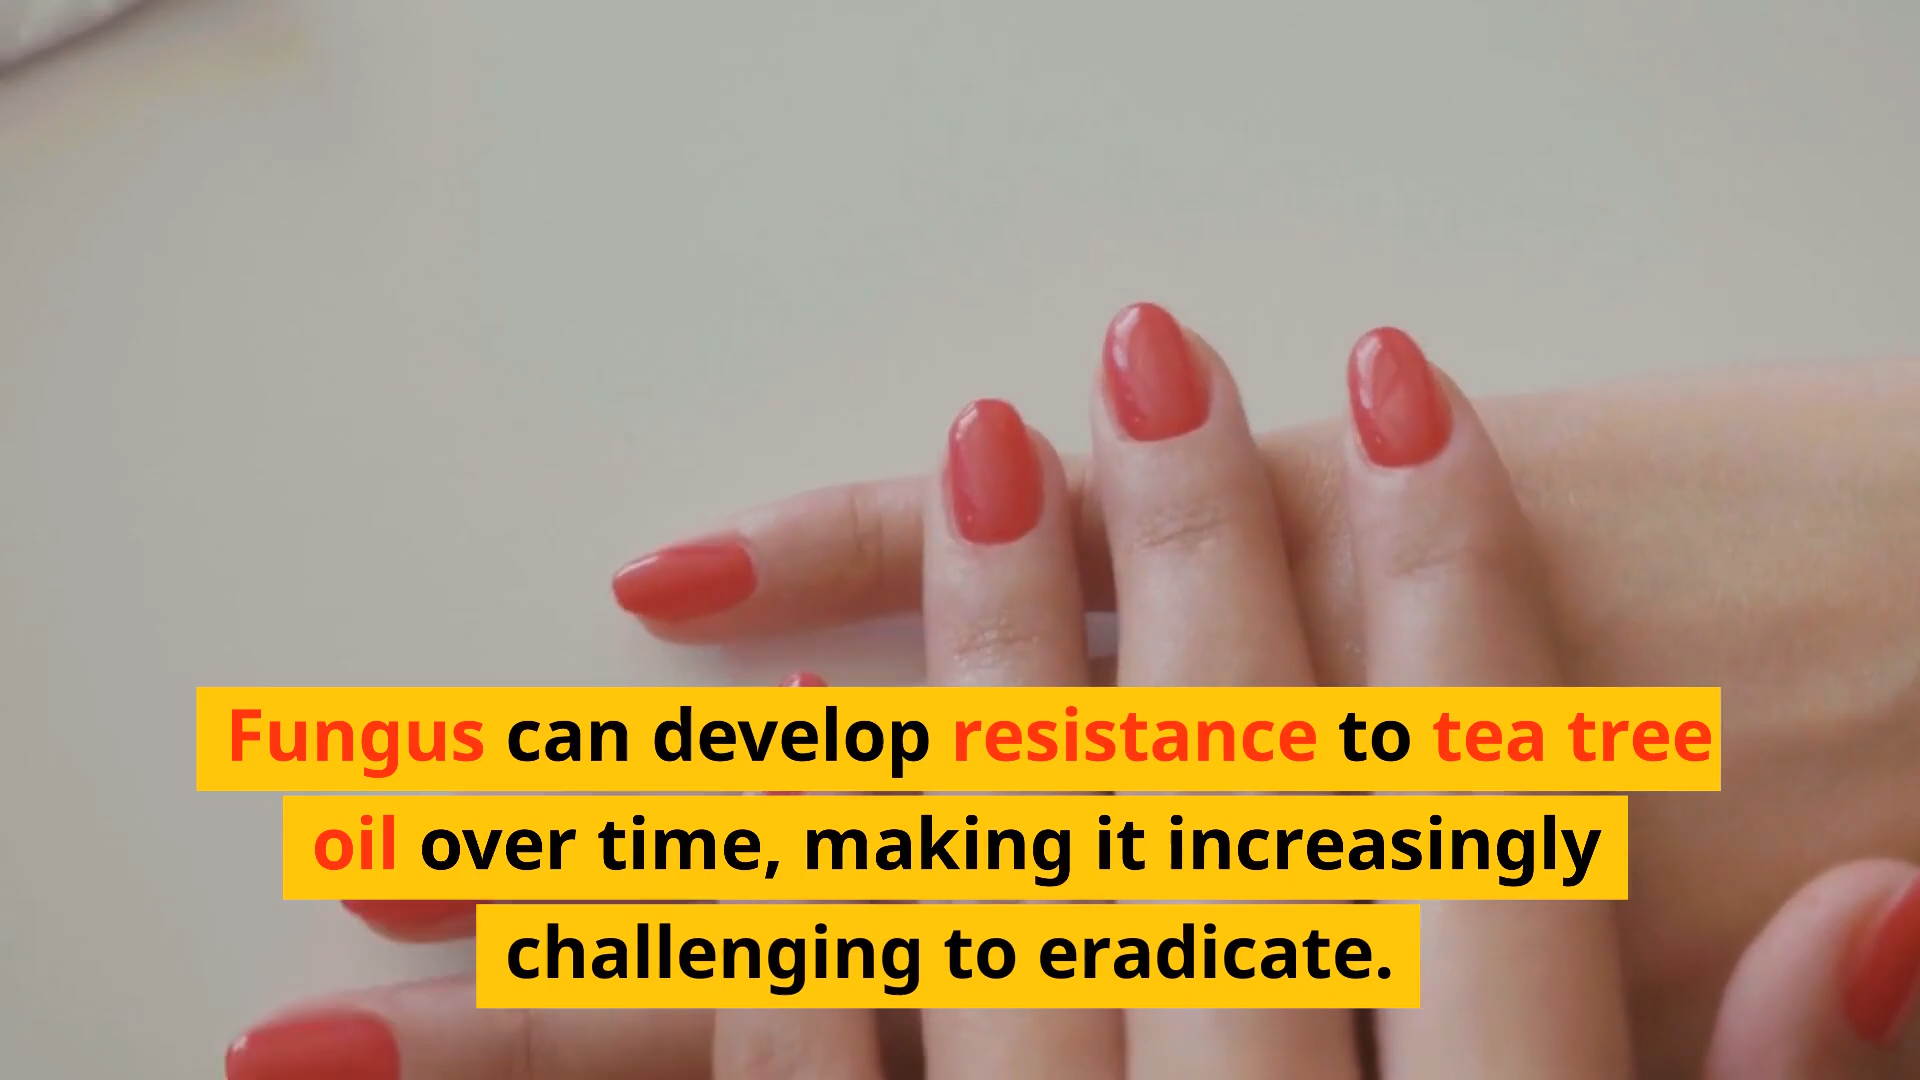 Fungus can develop resistance to tea tree
oil over time, making it increasingly
challenging to eradicate.